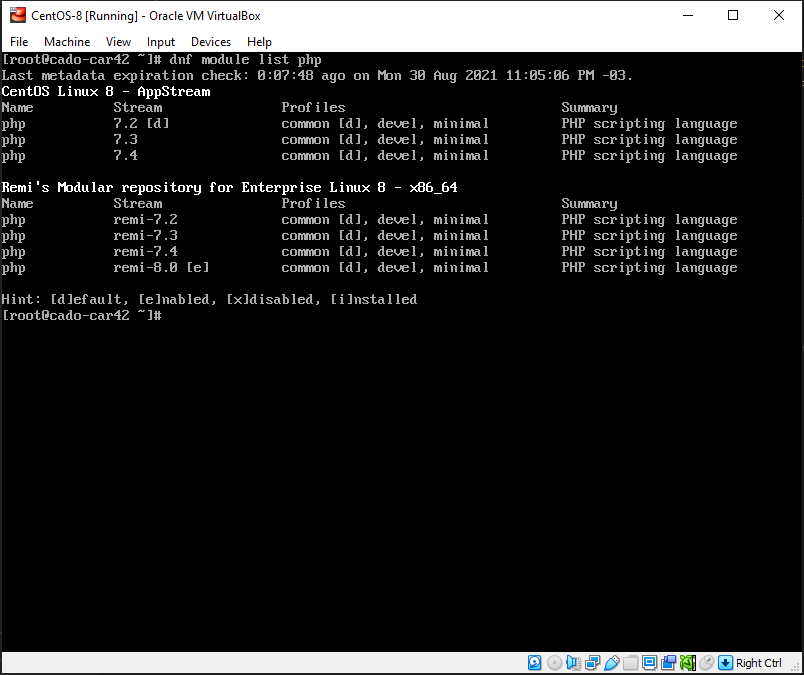 CentOS-8 [Running] - Oracle VM VirtualBox
File Machine View Input Devices Help
[root@cado-car42 ~]# dnf module list php
Last metadata expiration check: 0:07:48 ago on Mon 30 Aug 2021 11:05:06 PM -03.
CentOS Linux 8 - AppStream
Name Stream Profiles Summary
php 7.2 [d] common [d], devel, minimal PHP scripting language
php 7.3 common [d], devel, minimal PHP scripting language
php 7.4 common [d], devel, minimal PHP scripting language
Remi's Modular repository for Enterprise Linux 8 - x86_64
Name Stream Profiles Summary
php remi-7.2 common [d], devel, minimal PHP scripting language
php remi-7.3 common [d], devel, minimal PHP scripting language
php remi-7.4 common [d], devel, minimal PHP scripting language
php remi-8.0 [e] common [d], devel, minimal PHP scripting language
Hint: [d]efault, [e]nabled, [x]disabled, [i]nstalled
[root@cado-car42 ~]#
Right Ctrl